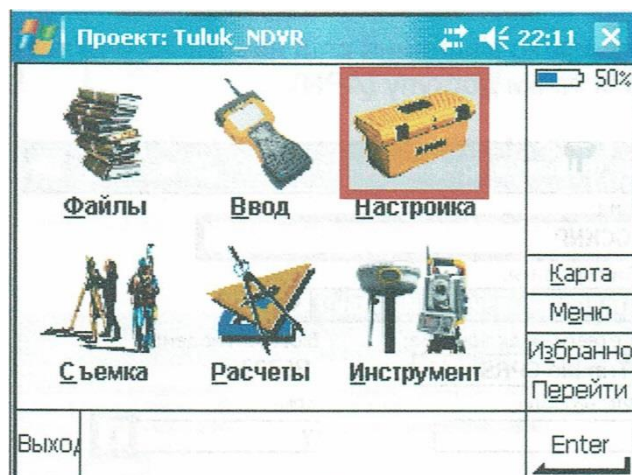 Проект: Tuluk_NDVR 22:11
50%
Файлы Ввод Настройка
Съемка Расчеты Инструмент
Карта
Меню
Избранно
Перейти
Выход Enter